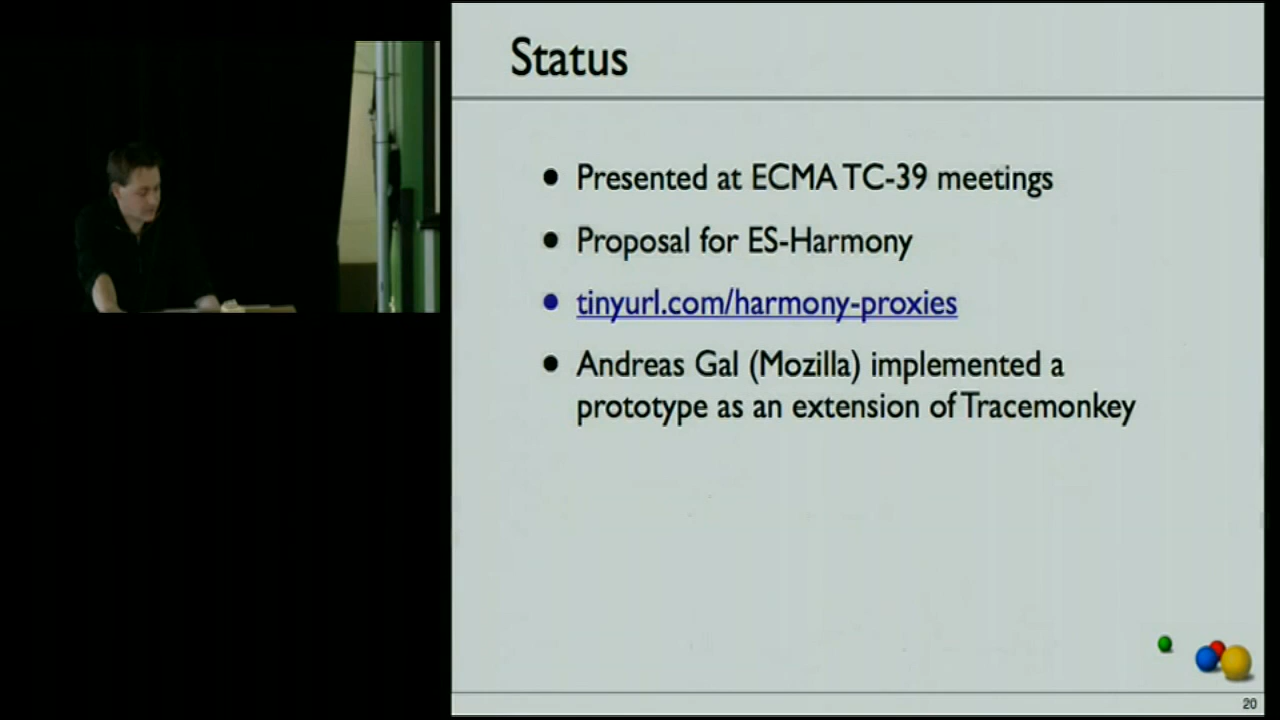 Status
Presented at ECMA TC-39 meetings
Proposal for ES-Harmony
tinyurl.com/harmony-proxies
Andreas Gal (Mozilla) implemented a
prototype as an extension of Tracemonkey
20